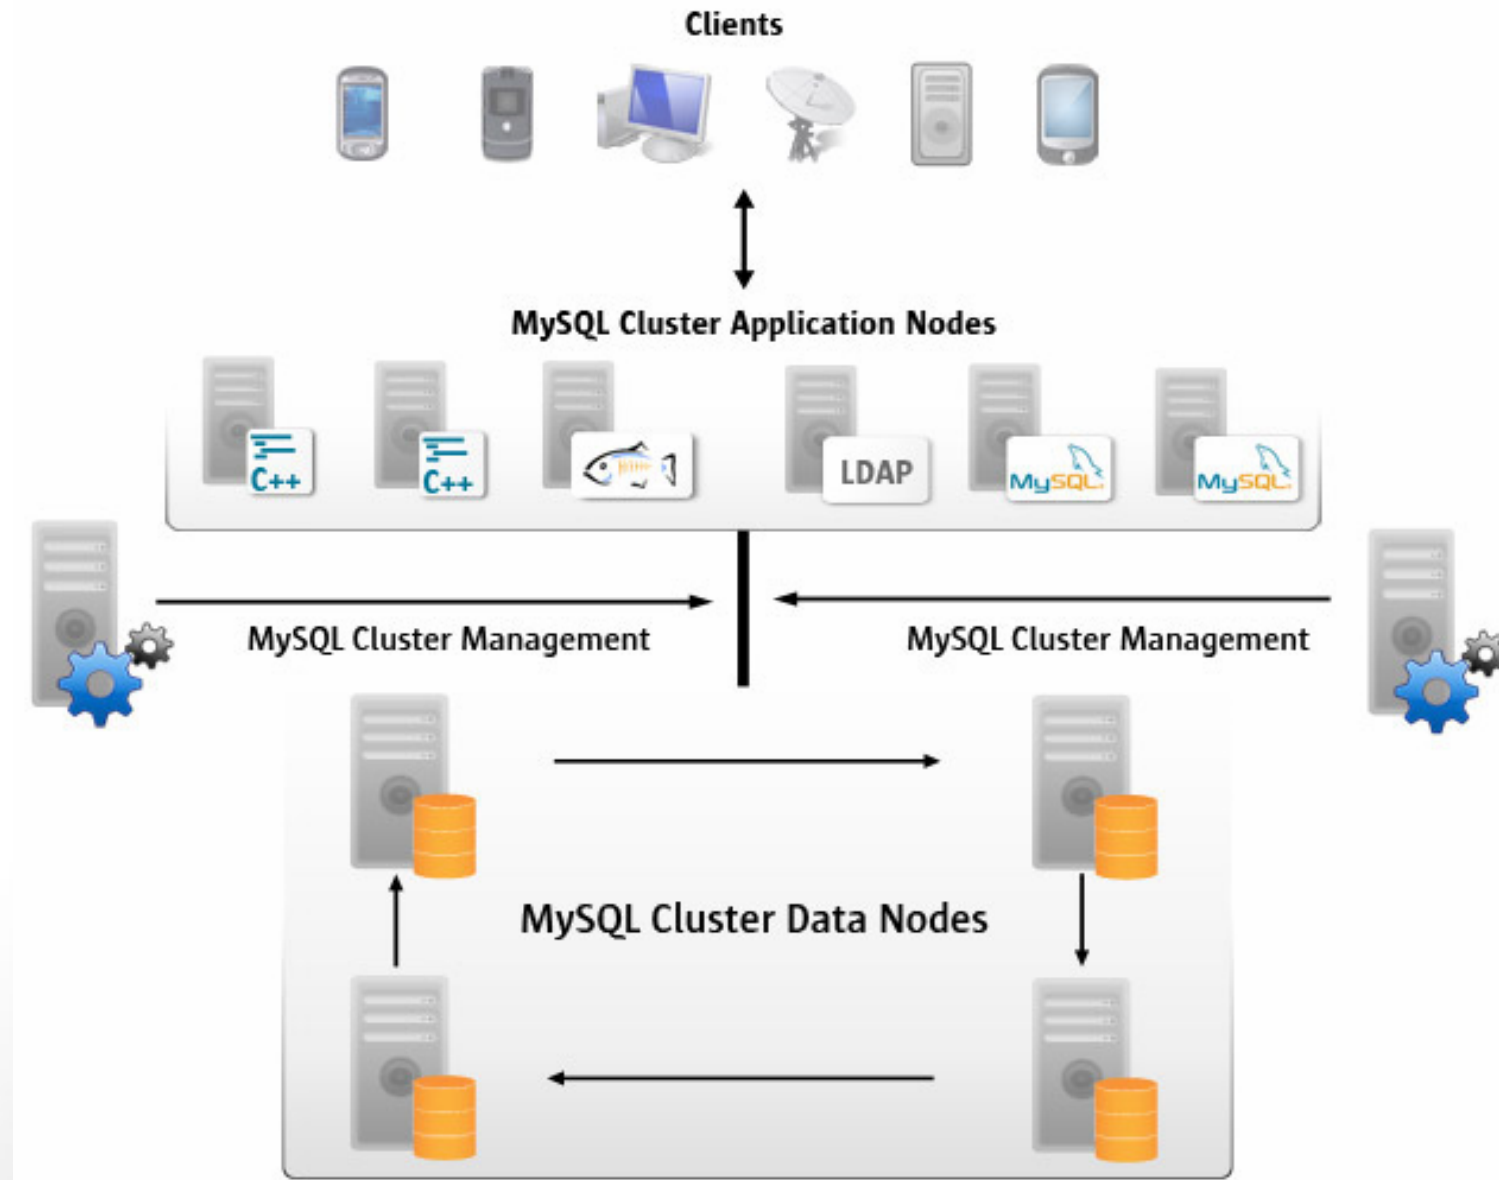 Clients
MySQL Cluster Application Nodes
C++
C++
LDAP
MySQL
MySQL
MySQL Cluster Management
MySQL Cluster Management
MySQL Cluster Data Nodes